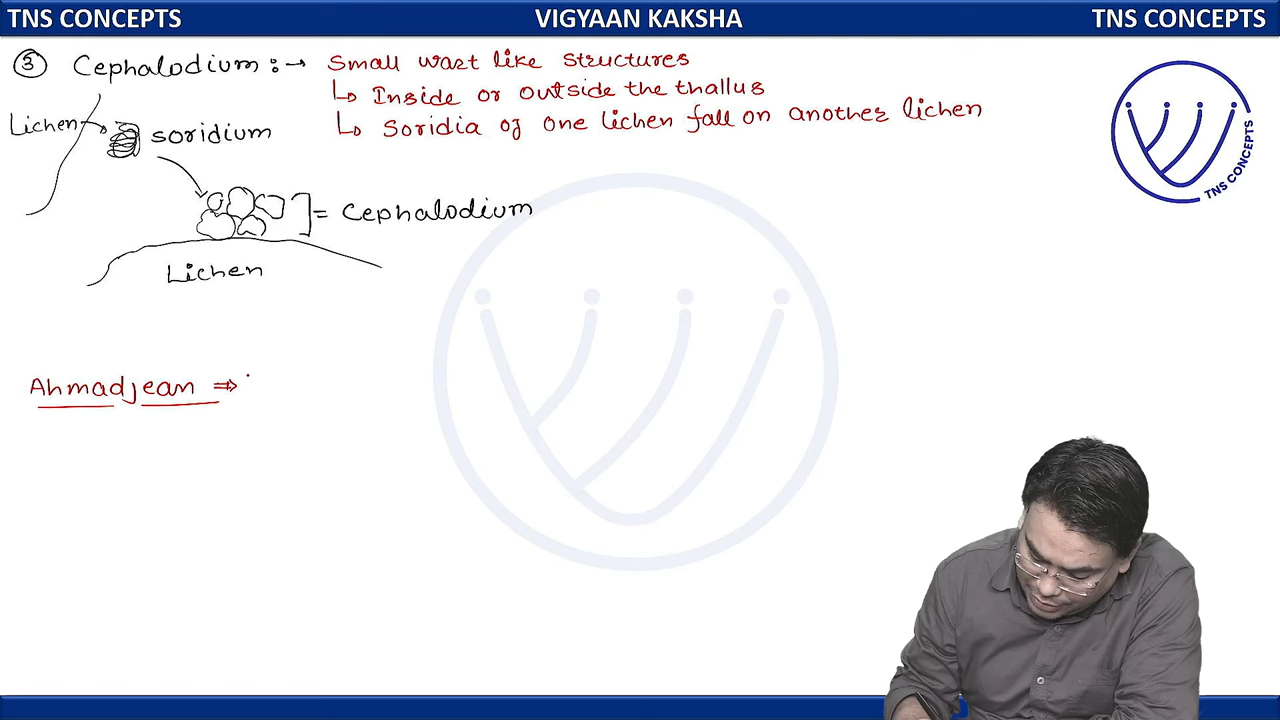 TNS CONCEPTS VIGYAAN KAKSHA TNS CONCEPTS
3 Cephalodium :→ Small wart like structures
↳ Inside or outside the thallus
↳ Soridia of one lichen fall on another lichen
Lichen → soridium
] = Cephalodium
Lichen
Ahmadjean ⇒
TNS CONCEPTS